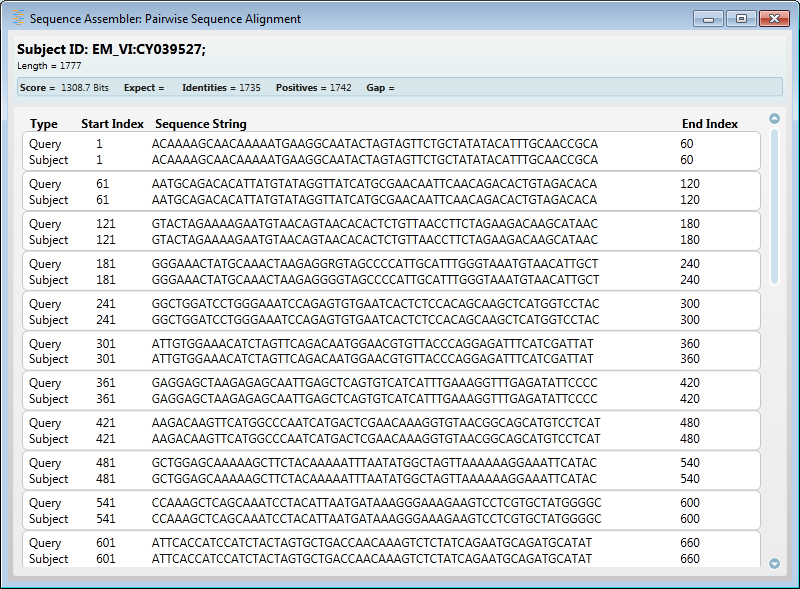 Sequence Assembler: Pairwise Sequence Alignment
Subject ID: EM_VI:CY039527;
Length = 1777
Score = 1308.7 Bits Expect = Identities = 1735 Positives = 1742 Gap =
Type Start Index Sequence String End Index
Query 1 ACAAAAGCAACAAAAATGAAGGCAATACTAGTAGTTCTGCTATATACATTTGCAACCGCA 60
Subject 1 ACAAAAGCAACAAAAATGAAGGCAATACTAGTAGTTCTGCTATATACATTTGCAACCGCA 60
Query 61 AATGCAGACACATTATGTATAGGTTATCATGCGAACAATTCAACAGACACTGTAGACACA 120
Subject 61 AATGCAGACACATTATGTATAGGTTATCATGCGAACAATTCAACAGACACTGTAGACACA 120
Query 121 GTACTAGAAAAGAATGTAACAGTAACACACTCTGTTAACCTTCTAGAAGACAAGCATAAC 180
Subject 121 GTACTAGAAAAGAATGTAACAGTAACACACTCTGTTAACCTTCTAGAAGACAAGCATAAC 180
Query 181 GGGAAACTATGCAAACTAAGAGGRGTAGCCCCATTGCATTTGGGTAAATGTAACATTGCT 240
Subject 181 GGGAAACTATGCAAACTAAGAGGGGTAGCCCCATTGCATTTGGGTAAATGTAACATTGCT 240
Query 241 GGCTGGATCCTGGGAAATCCAGAGTGTGAATCACTCTCCACAGCAAGCTCATGGTCCTAC 300
Subject 241 GGCTGGATCCTGGGAAATCCAGAGTGTGAATCACTCTCCACAGCAAGCTCATGGTCCTAC 300
Query 301 ATTGTGGAAACATCTAGTTCAGACAATGGAACGTGTTACCCAGGAGATTTCATCGATTAT 360
Subject 301 ATTGTGGAAACATCTAGTTCAGACAATGGAACGTGTTACCCAGGAGATTTCATCGATTAT 360
Query 361 GAGGAGCTAAGAGAGCAATTGAGCTCAGTGTCATCATTTGAAAGGTTTGAGATATTCCCC 420
Subject 361 GAGGAGCTAAGAGAGCAATTGAGCTCAGTGTCATCATTTGAAAGGTTTGAGATATTCCCC 420
Query 421 AAGACAAGTTCATGGCCCAATCATGACTCGAACAAAGGTGTAACGGCAGCATGTCCTCAT 480
Subject 421 AAGACAAGTTCATGGCCCAATCATGACTCGAACAAAGGTGTAACGGCAGCATGTCCTCAT 480
Query 481 GCTGGAGCAAAAAGCTTCTACAAAAATTTAATATGGCTAGTTAAAAAAGGAAATTCATAC 540
Subject 481 GCTGGAGCAAAAAGCTTCTACAAAAATTTAATATGGCTAGTTAAAAAAGGAAATTCATAC 540
Query 541 CCAAAGCTCAGCAAATCCTACATTAATGATAAAGGGAAAGAAGTCCTCGTGCTATGGGGC 600
Subject 541 CCAAAGCTCAGCAAATCCTACATTAATGATAAAGGGAAAGAAGTCCTCGTGCTATGGGGC 600
Query 601 ATTCACCATCCATCTACTAGTGCTGACCAACAAAGTCTCTATCAGAATGCAGATGCATAT 660
Subject 601 ATTCACCATCCATCTACTAGTGCTGACCAACAAAGTCTCTATCAGAATGCAGATGCATAT 660